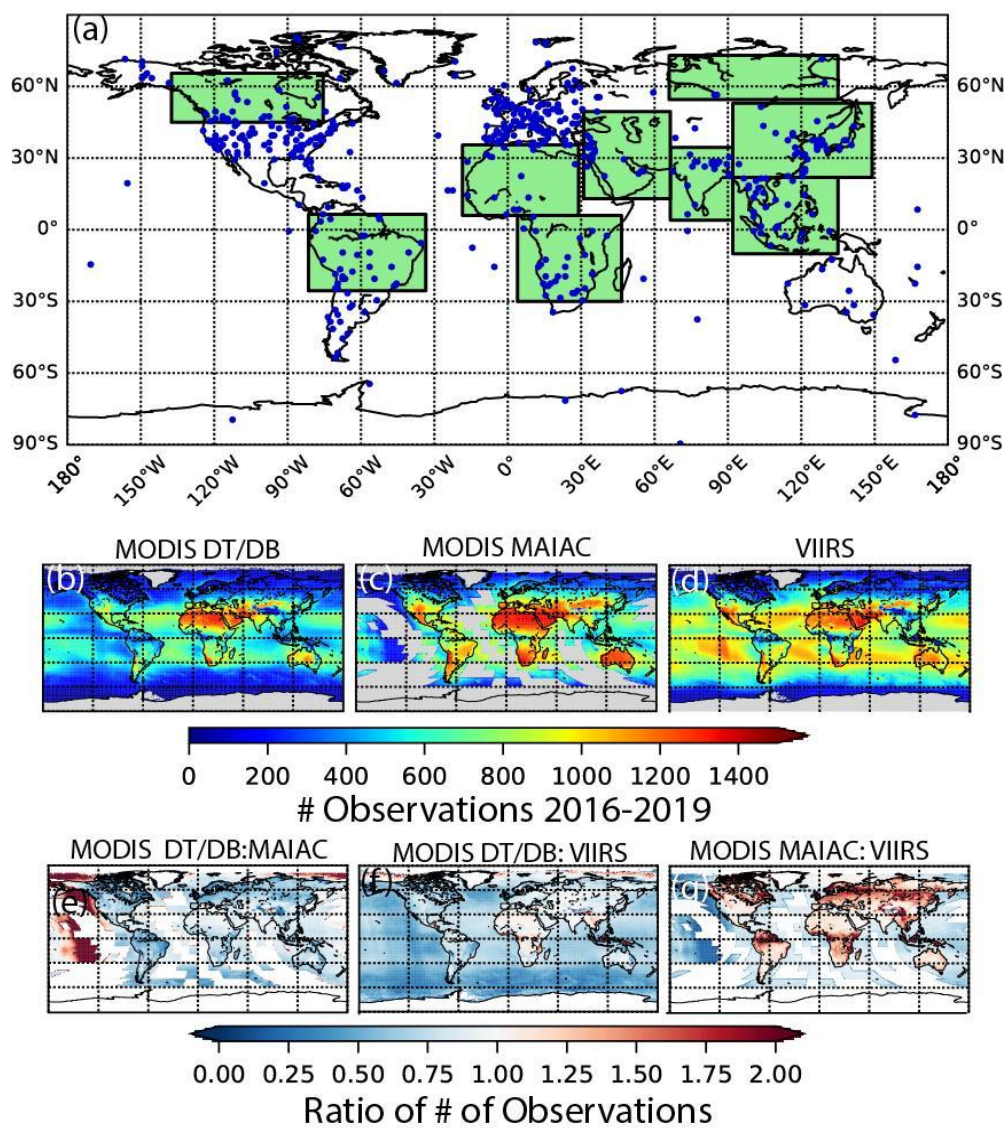 (a)
60°N
60°N
30°N
30°N
0°
0°
30°S
30°S
60°S
60°S
90°S
90°S
180°
150°W
120°W
90°W
60°W
30°W
0°
30°E
60°E
90°E
120°E
150°E
180°
MODIS DT/DB
MODIS MAIAC
VIIRS
(b)
(c)
(d)
0 200 400 600 800 1000 1200 1400
# Observations 2016-2019
MODIS DT/DB:MAIAC
MODIS DT/DB: VIIRS
MODIS MAIAC: VIIRS
(e)
(f)
(g)
0.00 0.25 0.50 0.75 1.00 1.25 1.50 1.75 2.00
Ratio of # of Observations